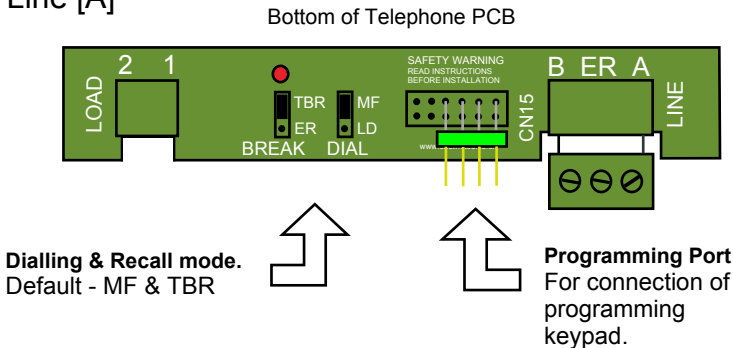 Line [A]
Bottom of Telephone PCB
LOAD
2 1
TBR
ER
BREAK
MF
LD
DIAL
SAFETY WARNING
READ INSTRUCTIONS
BEFORE INSTALLATION
CN15
B ER A
LINE
Dialling & Recall mode.
Default - MF & TBR
Programming Port
For connection of
programming
keypad.